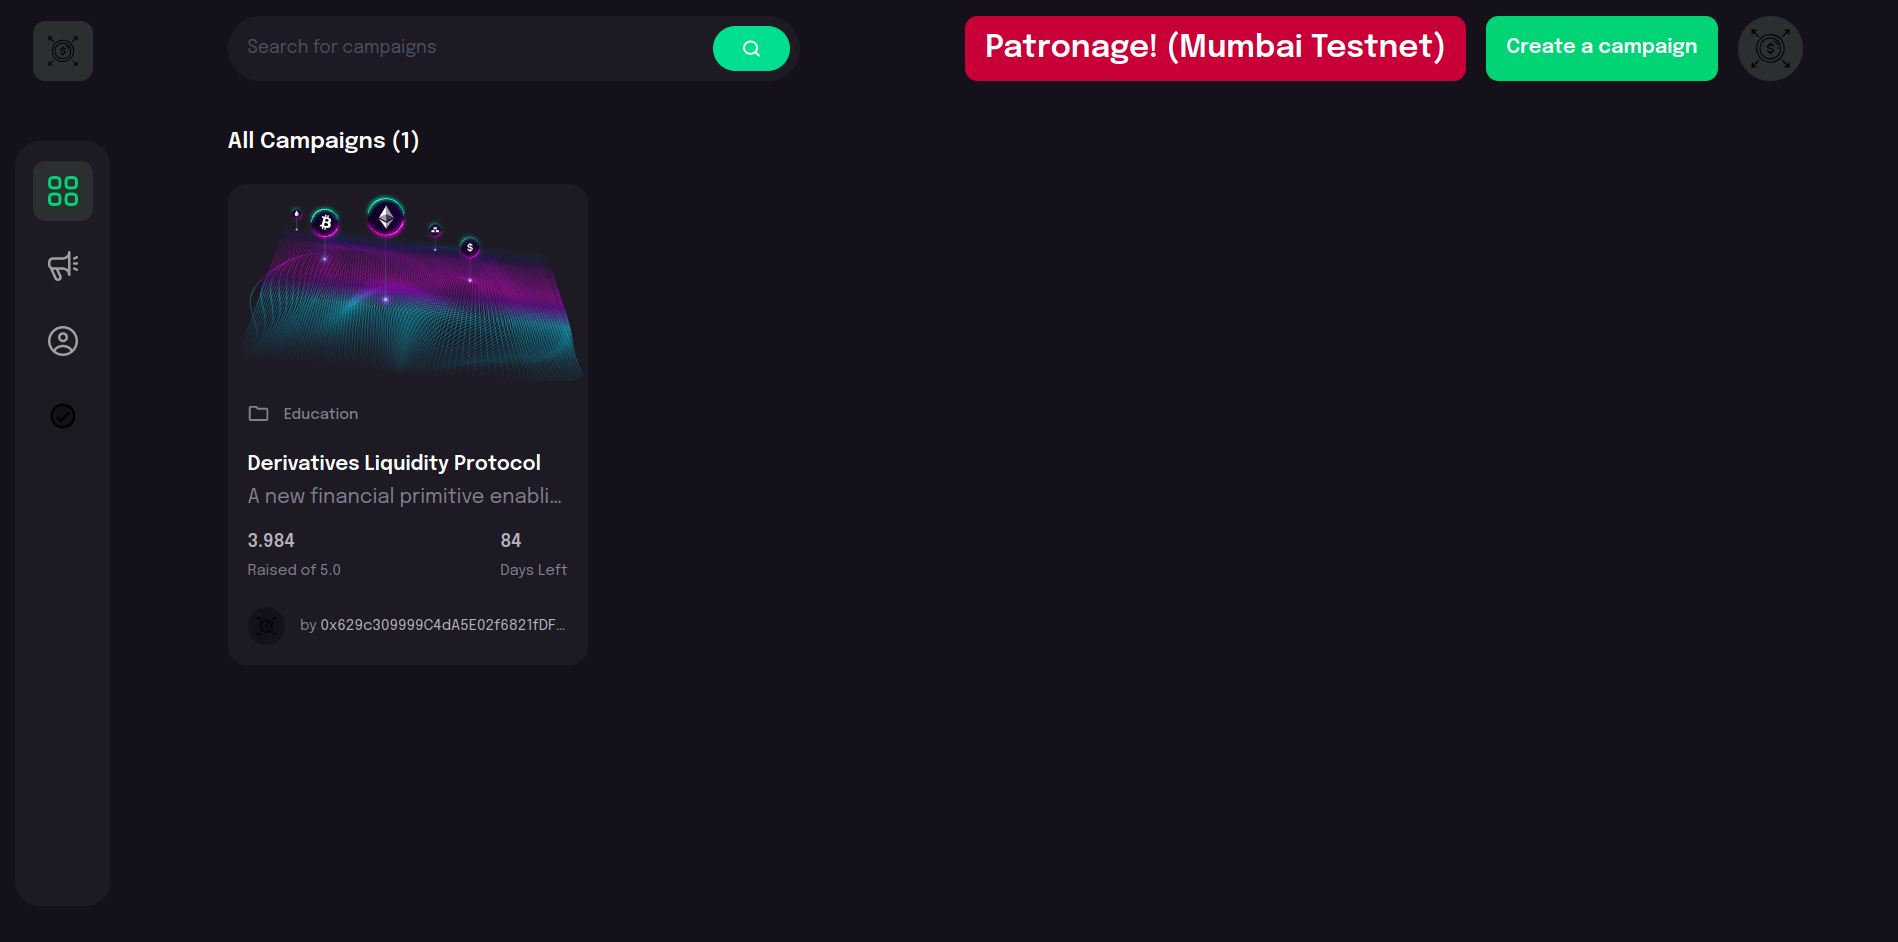 Search for campaigns
Patronage! (Mumbai Testnet)
Create a campaign
All Campaigns (1)
Education
Derivatives Liquidity Protocol
A new financial primitive enabli...
3.984
84
Raised of 5.0
Days Left
by 0x629c309999C4dA5E02f6821fDF...